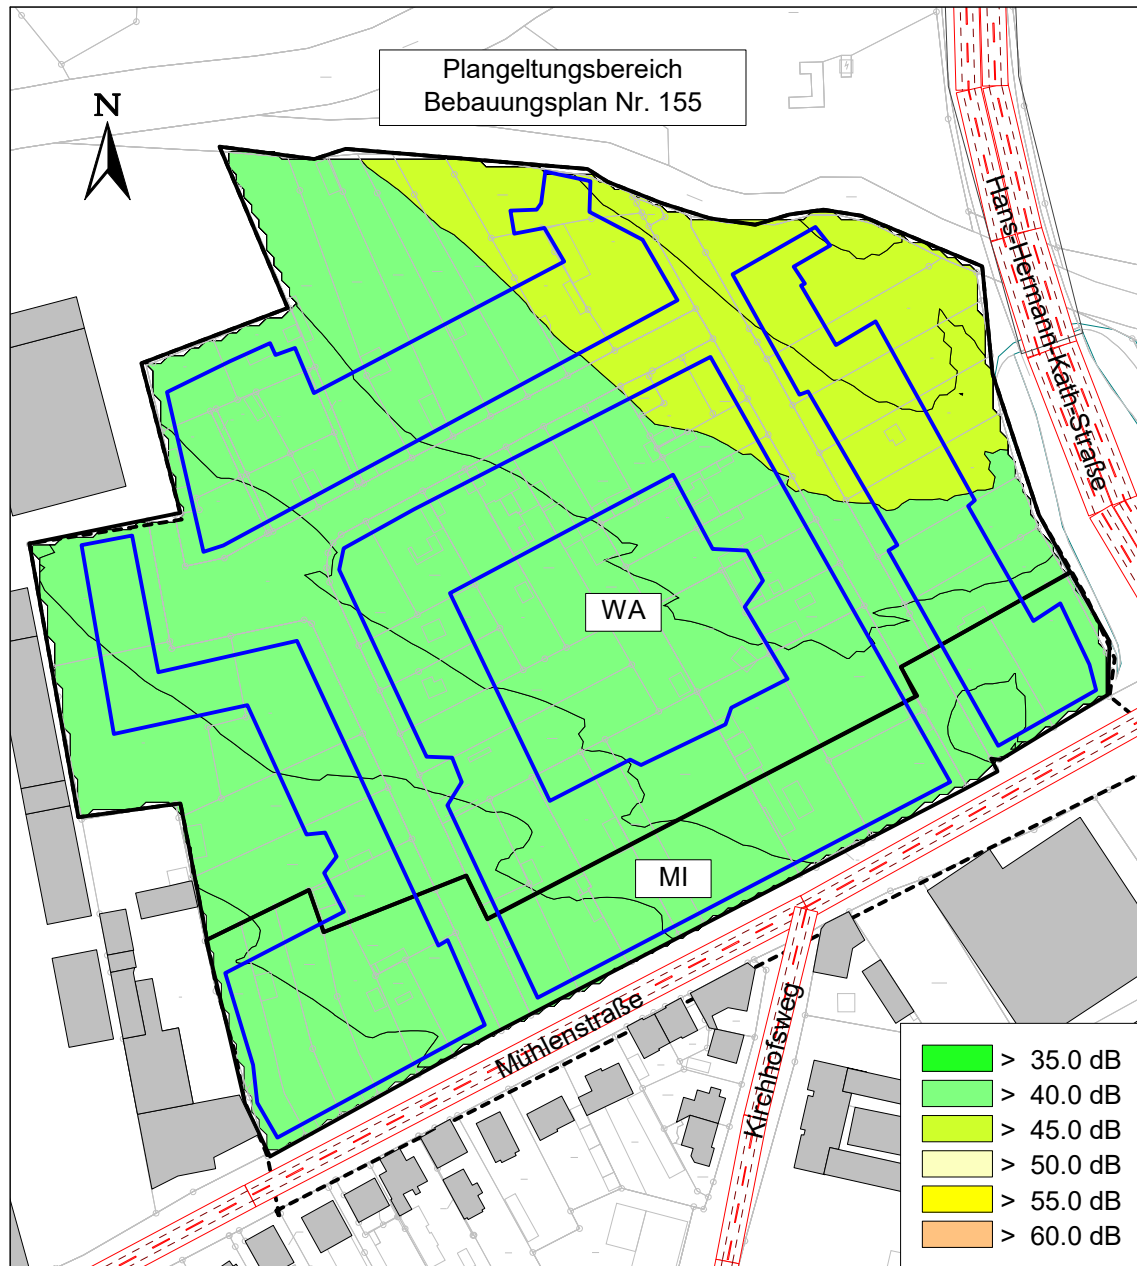 Plangeltungsbereich
Bebauungsplan Nr. 155
N
Hans-Hermann-Kath-Straße
WA
MI
Mühlenstraße
Kirchhofsweg
> 35.0 dB
> 40.0 dB
> 45.0 dB
> 50.0 dB
> 55.0 dB
> 60.0 dB